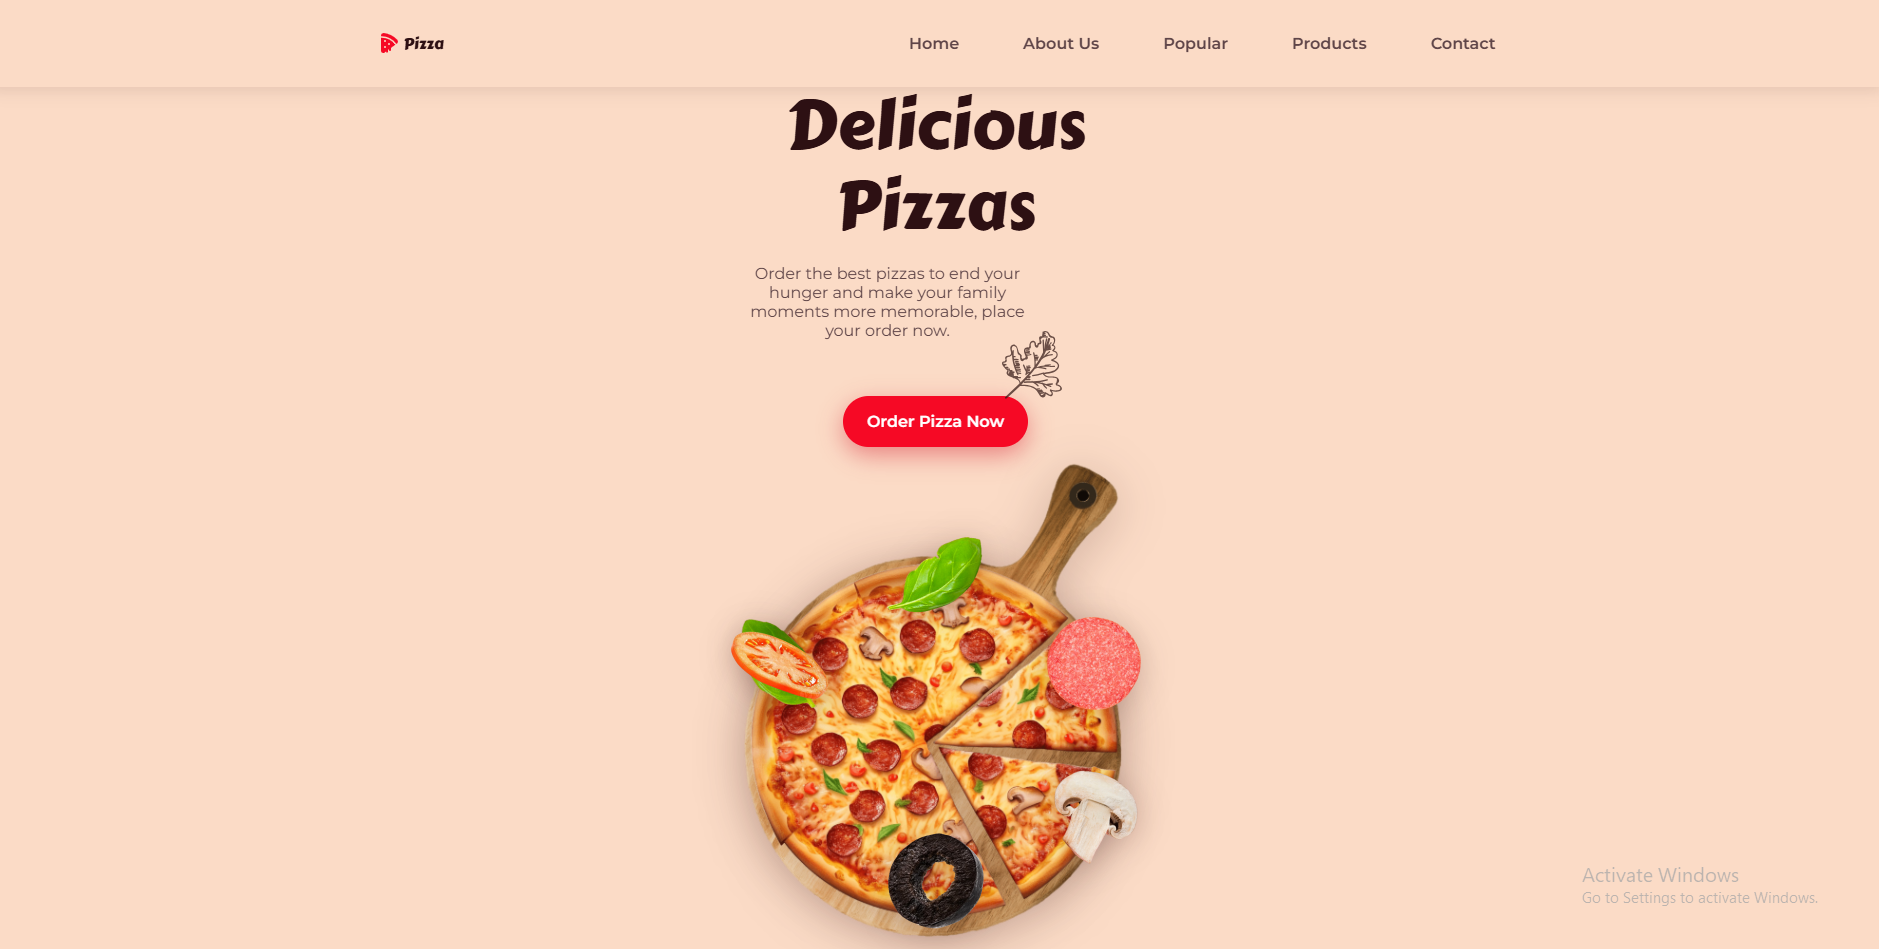 Pizza
Home
About Us
Popular
Products
Contact
Delicious
Pizzas
Order the best pizzas to end your
hunger and make your family
moments more memorable, place
your order now.
Order Pizza Now
Activate Windows
Go to Settings to activate Windows.